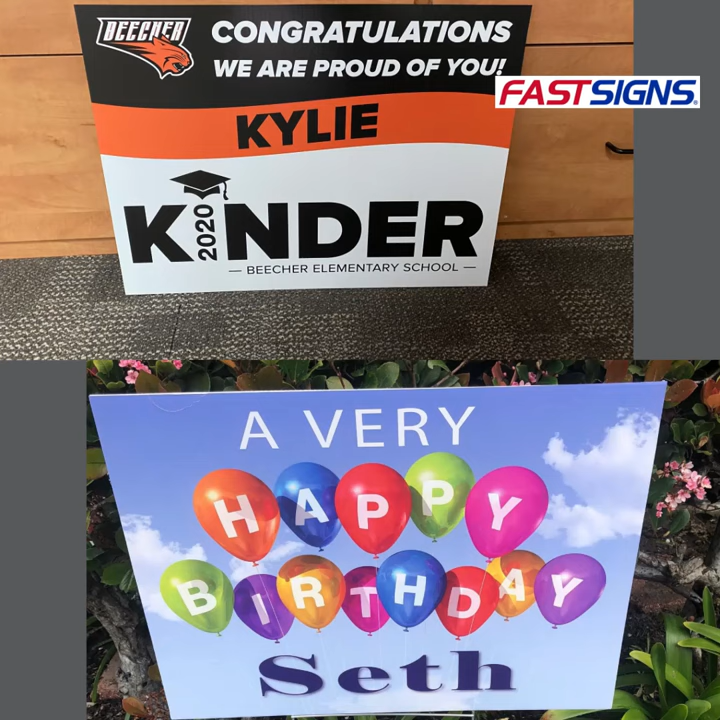 BEECHER
CONGRATULATIONS
WE ARE PROUD OF YOU!
FASTSIGNS®
KYLIE
KINDER
2020
— BEECHER ELEMENTARY SCHOOL —
A VERY
HAPPY
BIRTHDAY
Seth